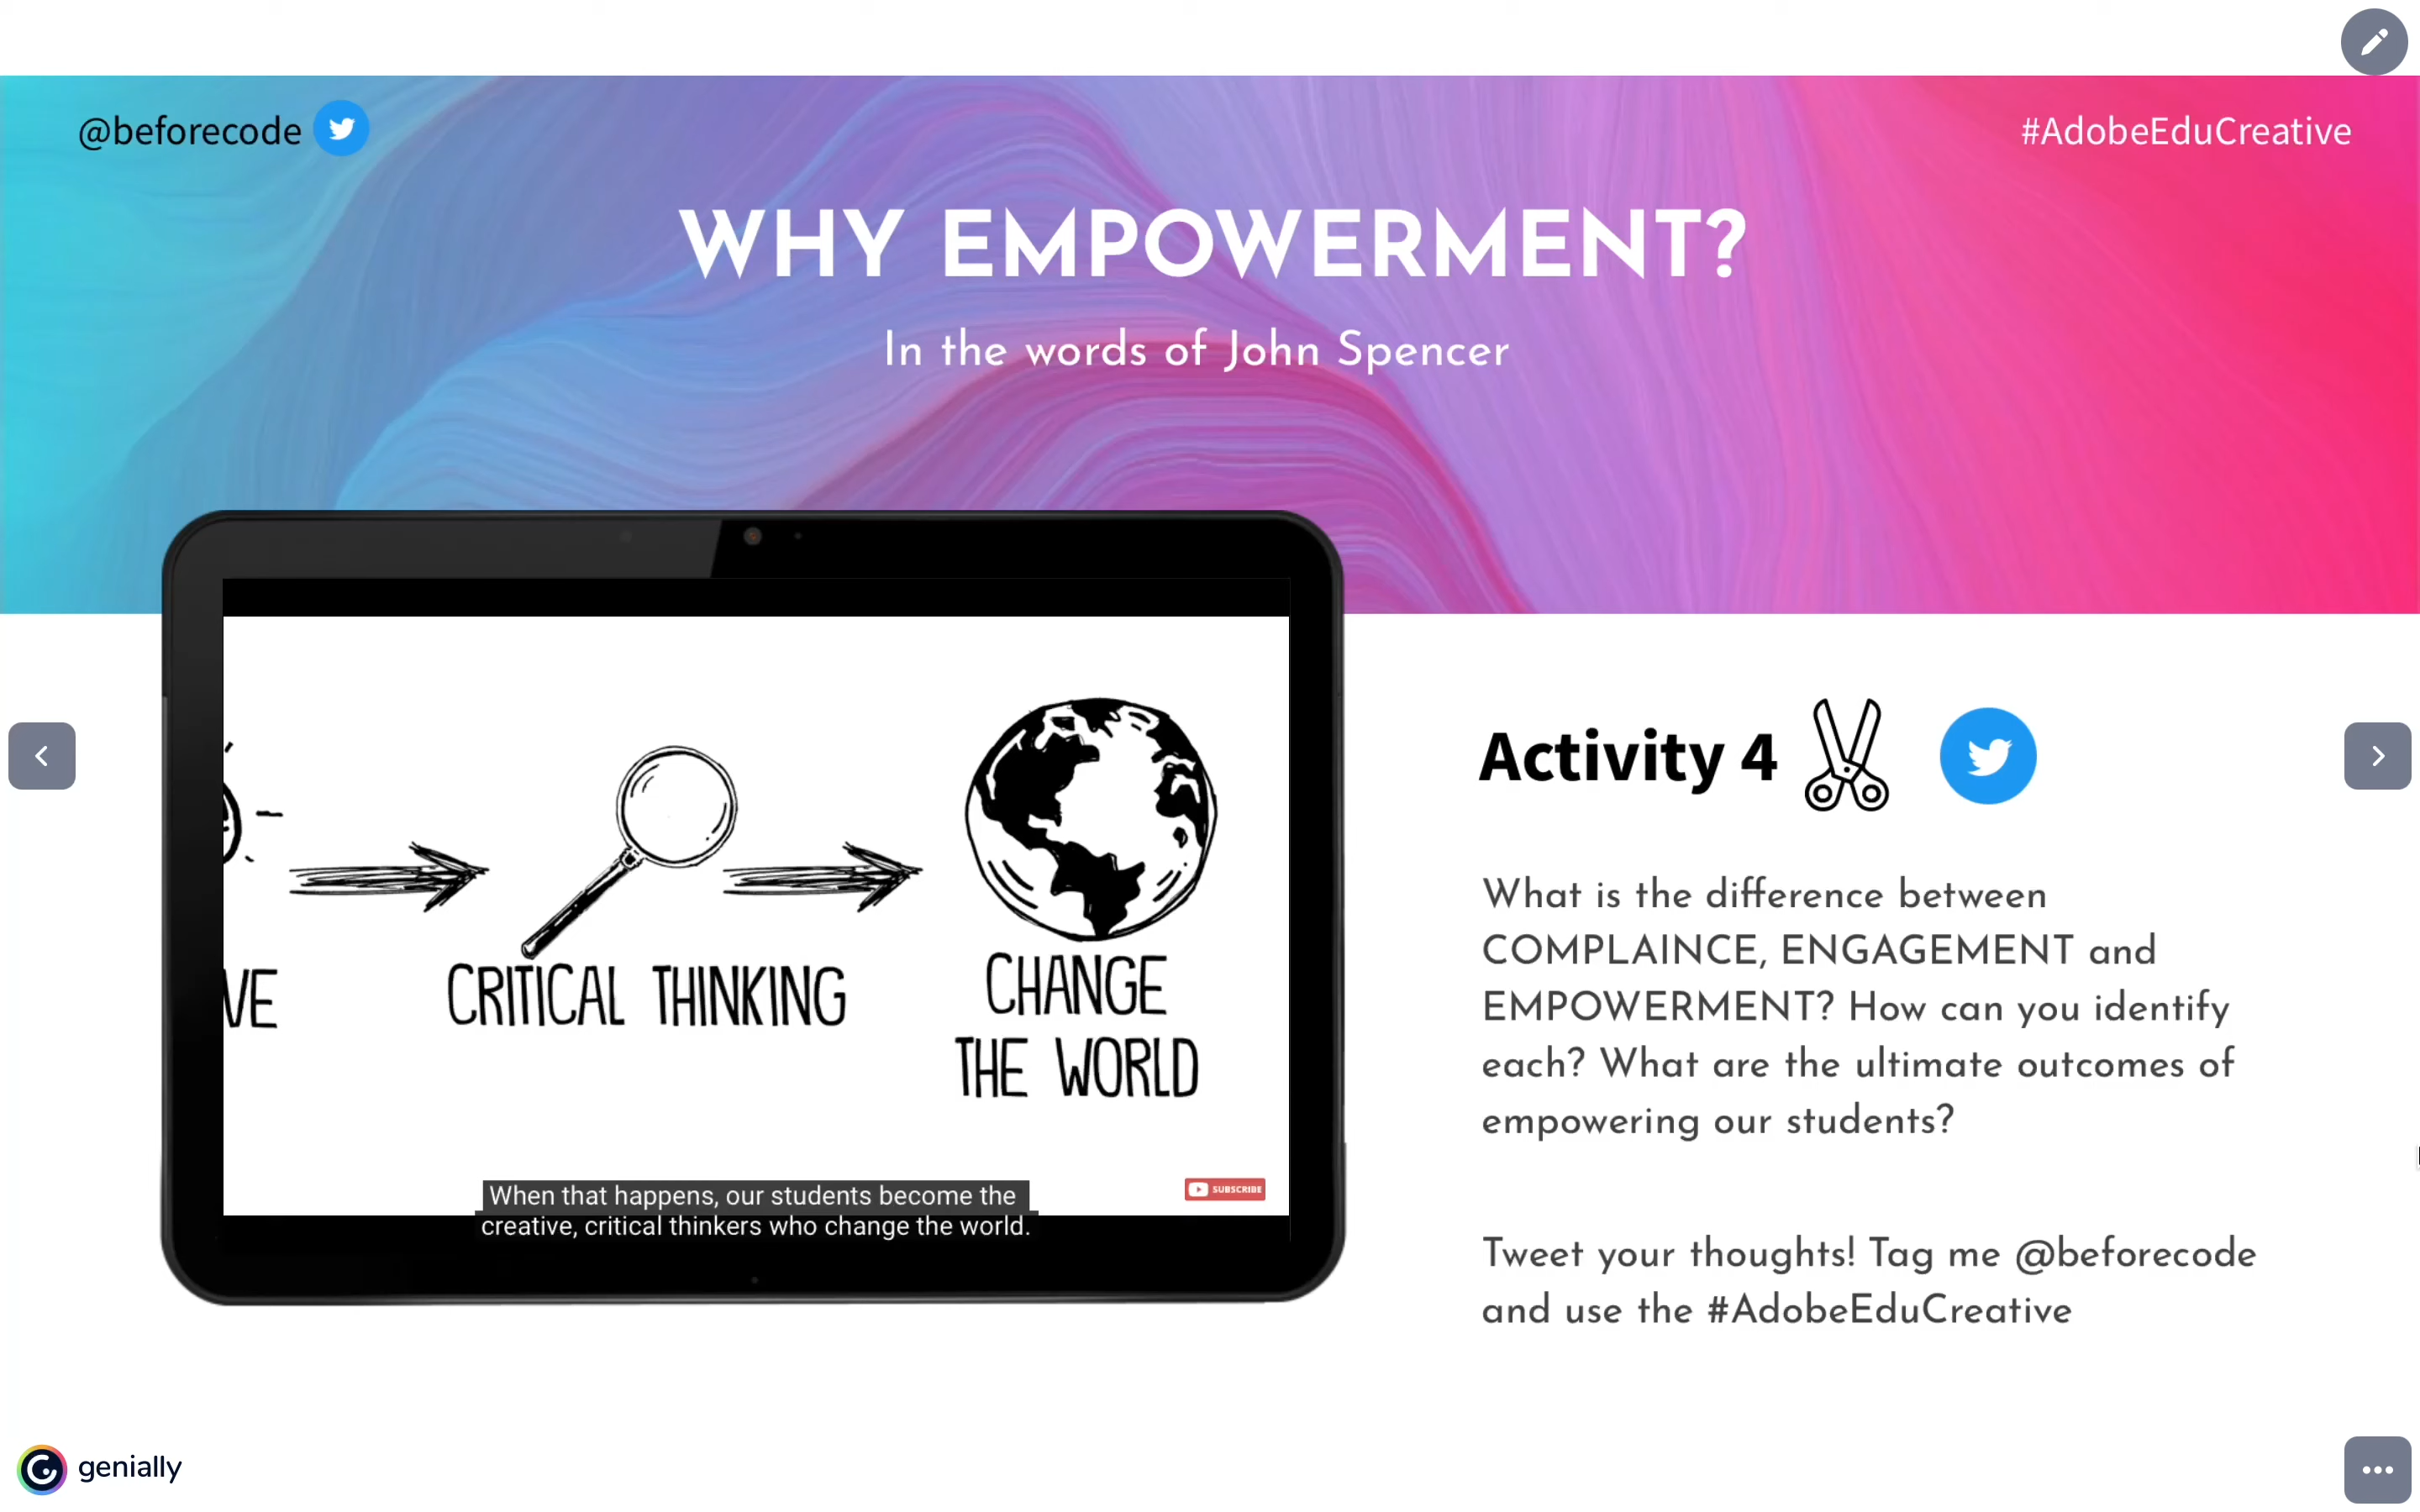 @beforecode
#AdobeEduCreative
WHY EMPOWERMENT?
In the words of John Spencer
VE
CRITICAL THINKING
CHANGE
THE WORLD
When that happens, our students become the
creative, critical thinkers who change the world.
SUBSCRIBE
Activity 4
What is the difference between
COMPLAINCE, ENGAGEMENT and
EMPOWERMENT? How can you identify
each? What are the ultimate outcomes of
empowering our students?
Tweet your thoughts! Tag me @beforecode
and use the #AdobeEduCreative
genially